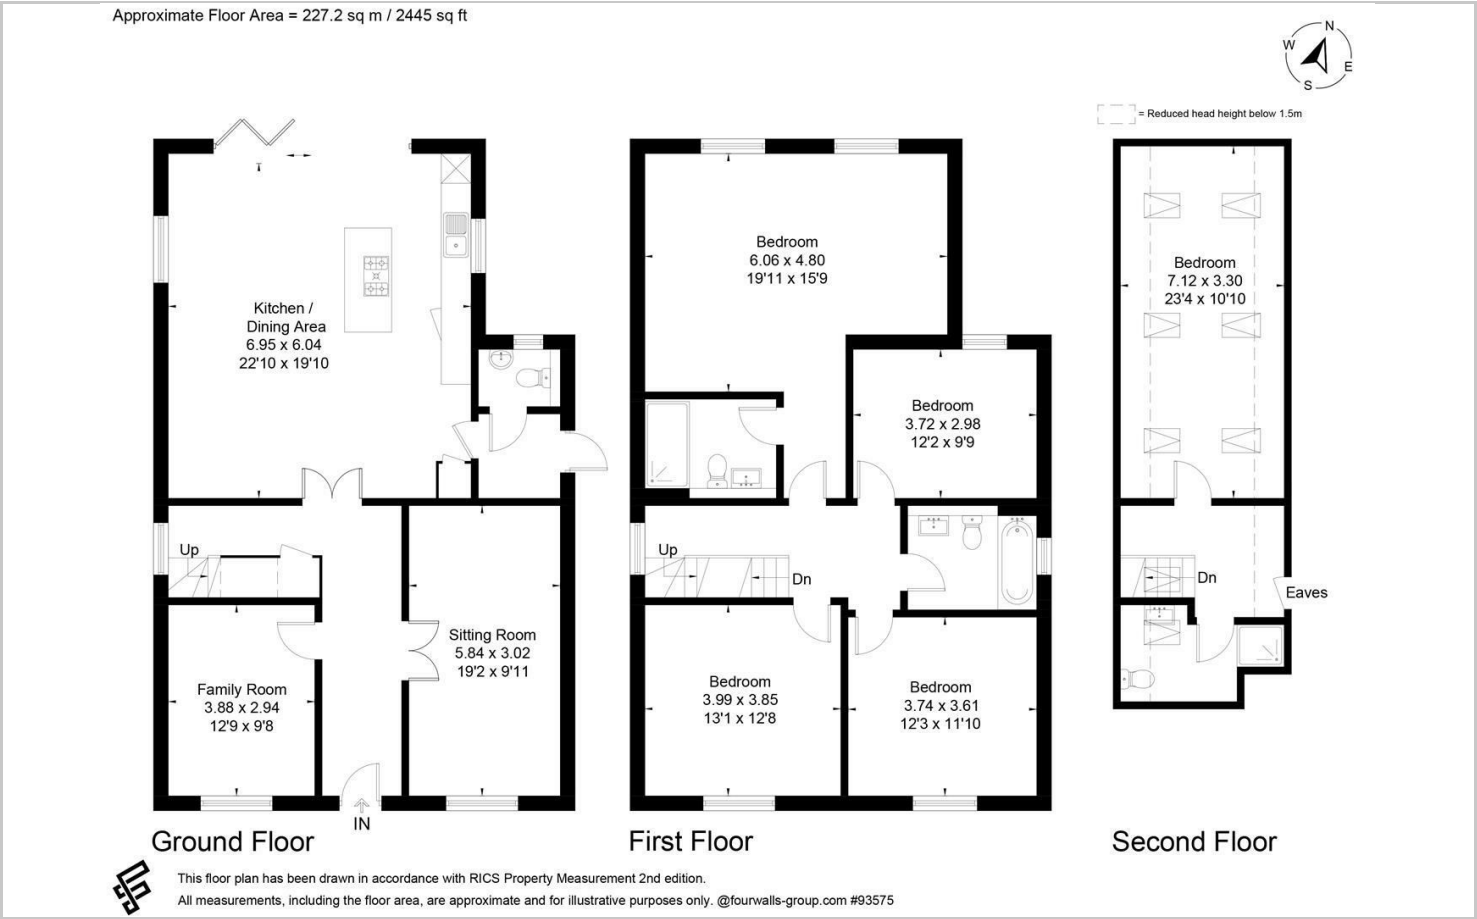 Approximate Floor Area = 227.2 sq m / 2445 sq ft
N
W
E
S
= Reduced head height below 1.5m
Kitchen /
Dining Area
6.95 x 6.04
22'10 x 19'10
Up
Sitting Room
5.84 x 3.02
19'2 x 9'11
Family Room
3.88 x 2.94
12'9 x 9'8
IN
Ground Floor
Bedroom
6.06 x 4.80
19'11 x 15'9
Bedroom
3.72 x 2.98
12'2 x 9'9
Up
Dn
Bedroom
3.99 x 3.85
13'1 x 12'8
Bedroom
3.74 x 3.61
12'3 x 11'10
First Floor
Bedroom
7.12 x 3.30
23'4 x 10'10
Dn
Eaves
Second Floor
This floor plan has been drawn in accordance with RICS Property Measurement 2nd edition.
All measurements, including the floor area, are approximate and for illustrative purposes only. @fourwalls-group.com #93575